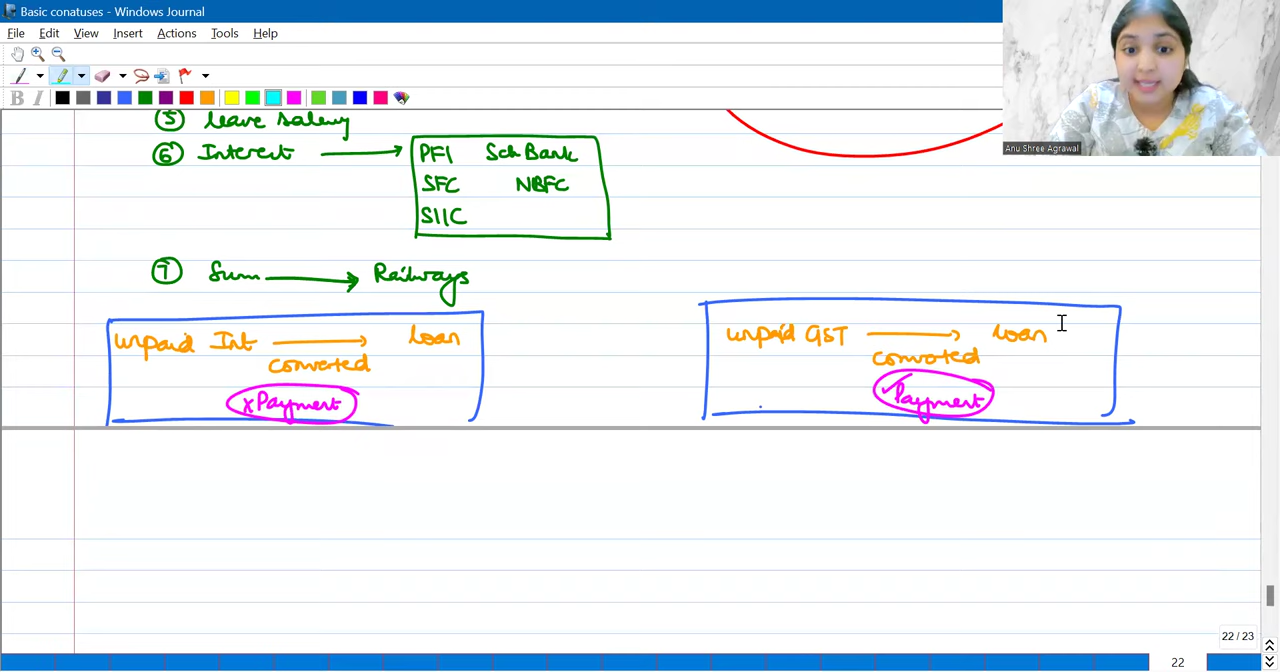 Basic conatuses - Windows Journal
File Edit View Insert Actions Tools Help
B I
Anu Shree Agrawal
⑤ leave salary
⑥ Interest → PFI Sch Bank
SFC NBFC
SIIC
⑦ Sum → Railways
unpaid Int → loan
converted
x Payment
unpaid GST → loan
converted
✓ Payment
22 / 23
22